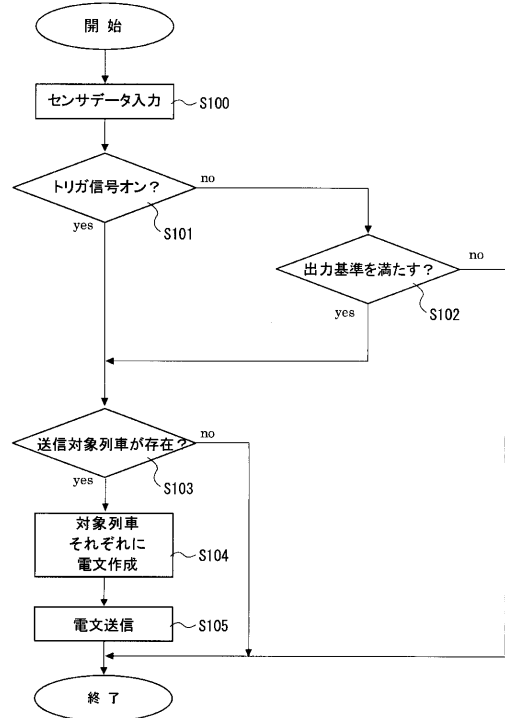 開 始
センサデータ入力
S100
トリガ信号オン？
no
yes
S101
出力基準を満たす？
no
yes
S102
送信対象列車が存在？
no
yes
S103
対象列車
それぞれに
電文作成
S104
電文送信
S105
終 了